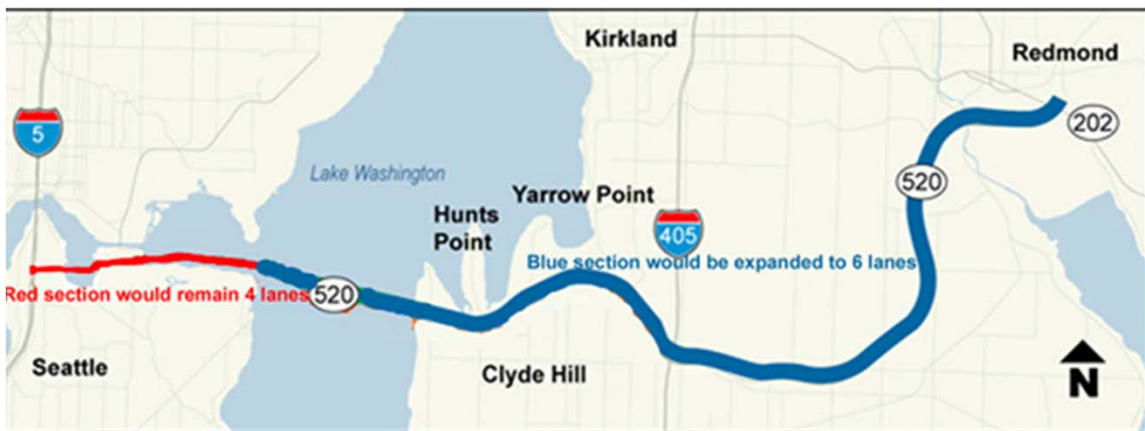 Kirkland
Redmond
5
202
Lake Washington
520
Yarrow Point
Hunts
Point
405
Blue section would be expanded to 6 lanes
Red section would remain 4 lanes
520
Seattle
Clyde Hill
N